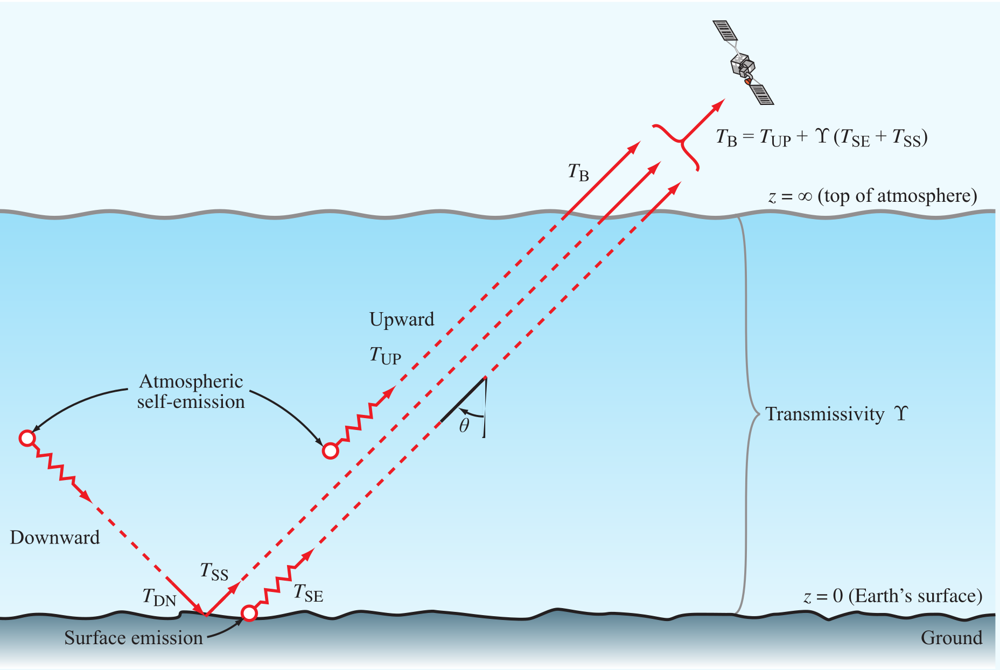 T_B = T_UP + ϒ (T_SE + T_SS)
T_B
z = ∞ (top of atmosphere)
Upward
T_UP
Atmospheric
self-emission
θ
Transmissivity ϒ
Downward
T_SS
T_DN
T_SE
z = 0 (Earth's surface)
Surface emission
Ground